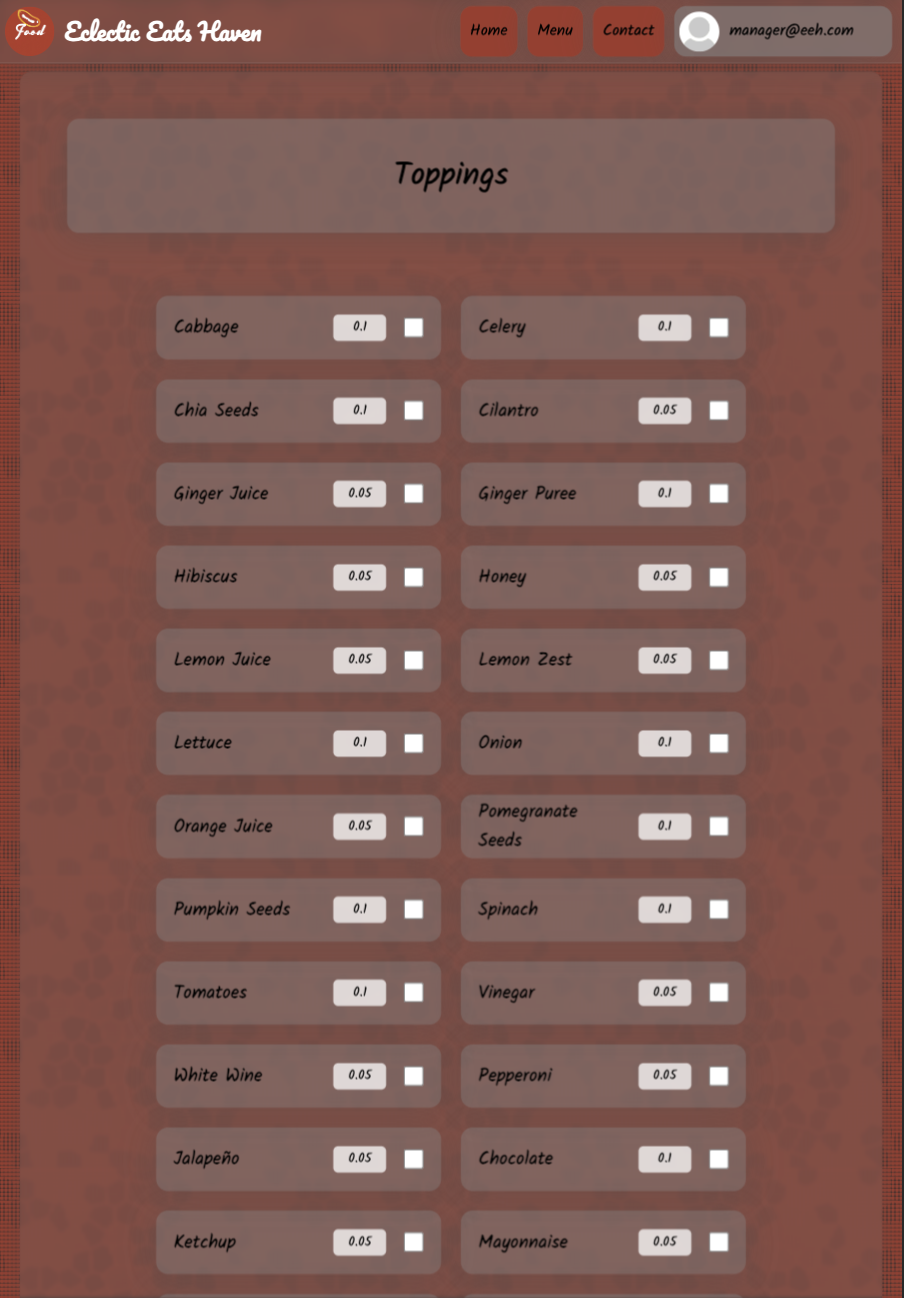 Food
Eclectic Eats Haven
Home
Menu
Contact
manager@eeh.com
Toppings
Cabbage 0.1
Celery 0.1
Chia Seeds 0.1
Cilantro 0.05
Ginger Juice 0.05
Ginger Puree 0.1
Hibiscus 0.05
Honey 0.05
Lemon Juice 0.05
Lemon Zest 0.05
Lettuce 0.1
Onion 0.1
Orange Juice 0.05
Pomegranate
Seeds 0.1
Pumpkin Seeds 0.1
Spinach 0.1
Tomatoes 0.1
Vinegar 0.05
White Wine 0.05
Pepperoni 0.05
Jalapeño 0.05
Chocolate 0.1
Ketchup 0.05
Mayonnaise 0.05